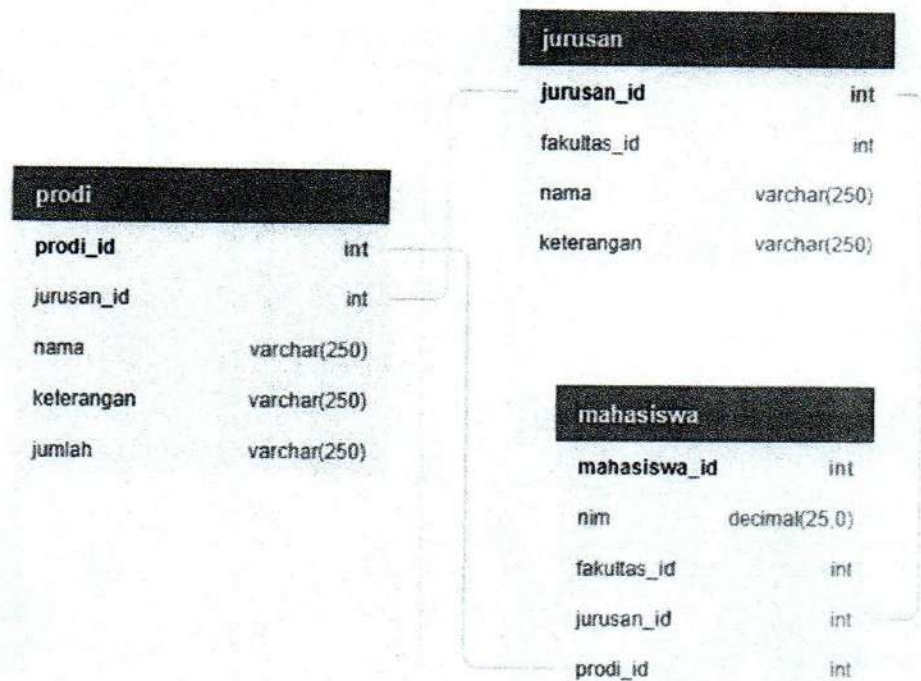 jurusan
jurusan_id int
fakultas_id int
nama varchar(250)
keterangan varchar(250)
prodi
prodi_id int
jurusan_id int
nama varchar(250)
keterangan varchar(250)
jumlah varchar(250)
mahasiswa
mahasiswa_id int
nim decimal(25,0)
fakultas_id int
jurusan_id int
prodi_id int